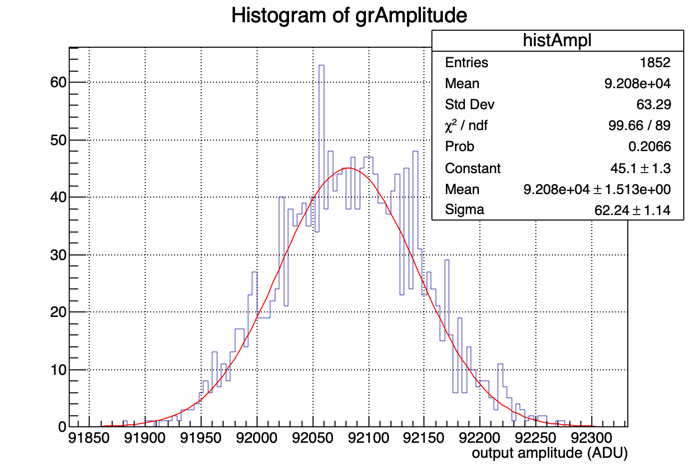 Histogram of grAmplitude
histAmpl
Entries 1852
Mean 9.208e+04
Std Dev 63.29
χ² / ndf 99.66 / 89
Prob 0.2066
Constant 45.1 ± 1.3
Mean 9.208e+04 ± 1.513e+00
Sigma 62.24 ± 1.14
60
50
40
30
20
10
0
91850 91900 91950 92000 92050 92100 92150 92200 92250 92300
output amplitude (ADU)